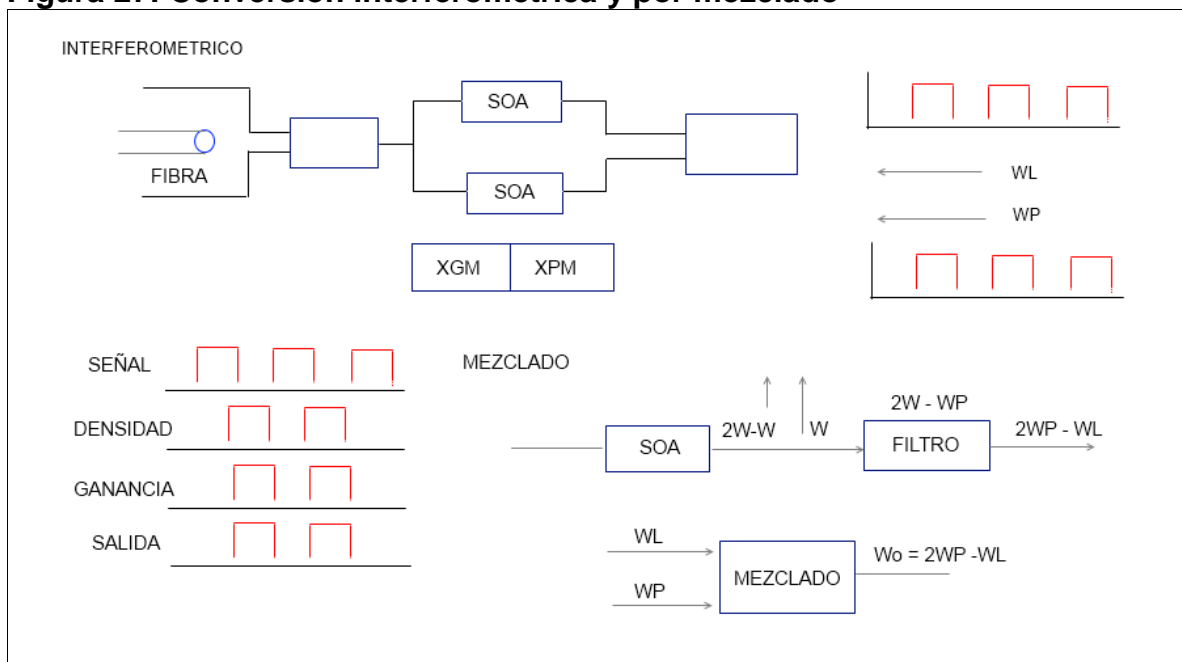 INTERFEROMETRICO
SOA
FIBRA
SOA
WL
WP
XGM XPM
SEÑAL
DENSIDAD
GANANCIA
SALIDA
MEZCLADO
SOA
2W-W
W
2W - WP
FILTRO
2WP - WL
WL
WP
MEZCLADO
Wo = 2WP -WL